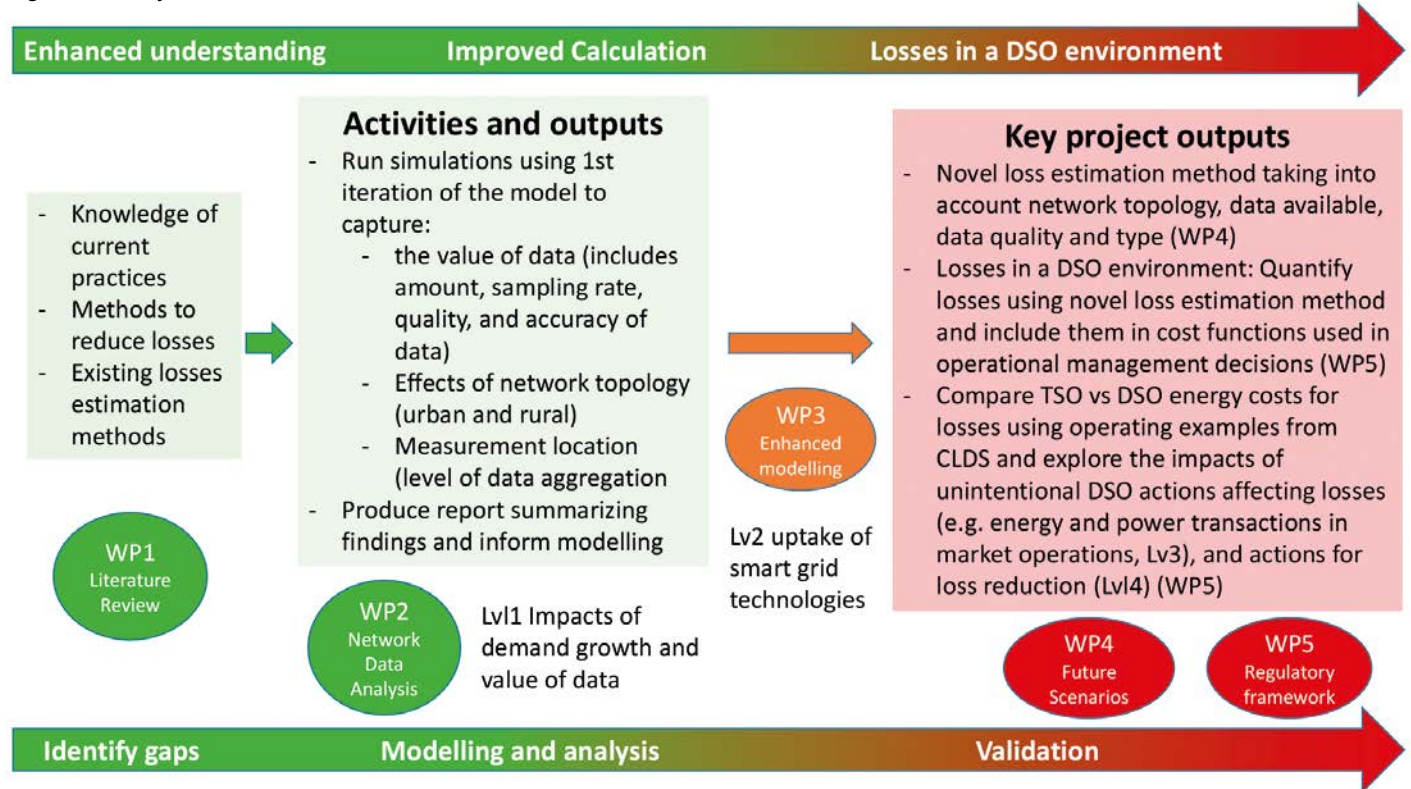 Enhanced understanding
Improved Calculation
Losses in a DSO environment
- Knowledge of
current
practices
- Methods to
reduce losses
- Existing losses
estimation
methods
WP1
Literature
Review
Activities and outputs
- Run simulations using 1st
iteration of the model to
capture:
- the value of data (includes
amount, sampling rate,
quality, and accuracy of
data)
- Effects of network topology
(urban and rural)
- Measurement location
(level of data aggregation
- Produce report summarizing
findings and inform modelling
WP2
Network
Data
Analysis
Lvl1 Impacts of
demand growth and
value of data
WP3
Enhanced
modelling
Lv2 uptake of
smart grid
technologies
Key project outputs
- Novel loss estimation method taking into
account network topology, data available,
data quality and type (WP4)
- Losses in a DSO environment: Quantify
losses using novel loss estimation method
and include them in cost functions used in
operational management decisions (WP5)
- Compare TSO vs DSO energy costs for
losses using operating examples from
CLDS and explore the impacts of
unintentional DSO actions affecting losses
(e.g. energy and power transactions in
market operations, Lv3), and actions for
loss reduction (Lvl4) (WP5)
WP4
Future
Scenarios
WP5
Regulatory
framework
Identify gaps
Modelling and analysis
Validation